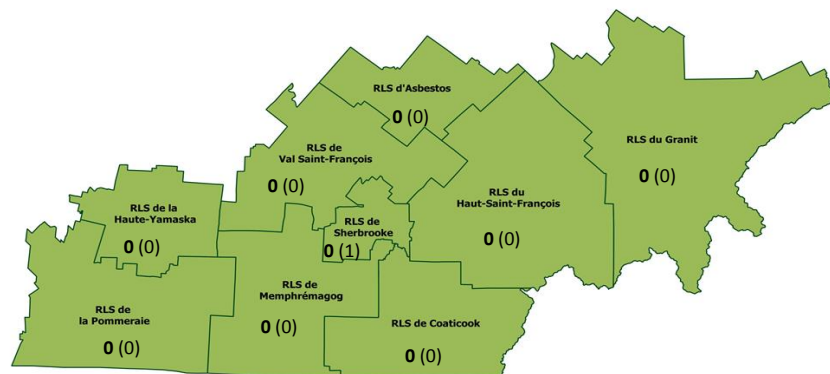 RLS d'Asbestos
0 (0)
RLS du Granit
0 (0)
RLS de
Val Saint-François
0 (0)
RLS du
Haut-Saint-François
0 (0)
RLS de la
Haute-Yamaska
0 (0)
RLS de
Sherbrooke
0 (1)
RLS de
Memphrémagog
0 (0)
RLS de
la Pommeraie
0 (0)
RLS de Coaticook
0 (0)